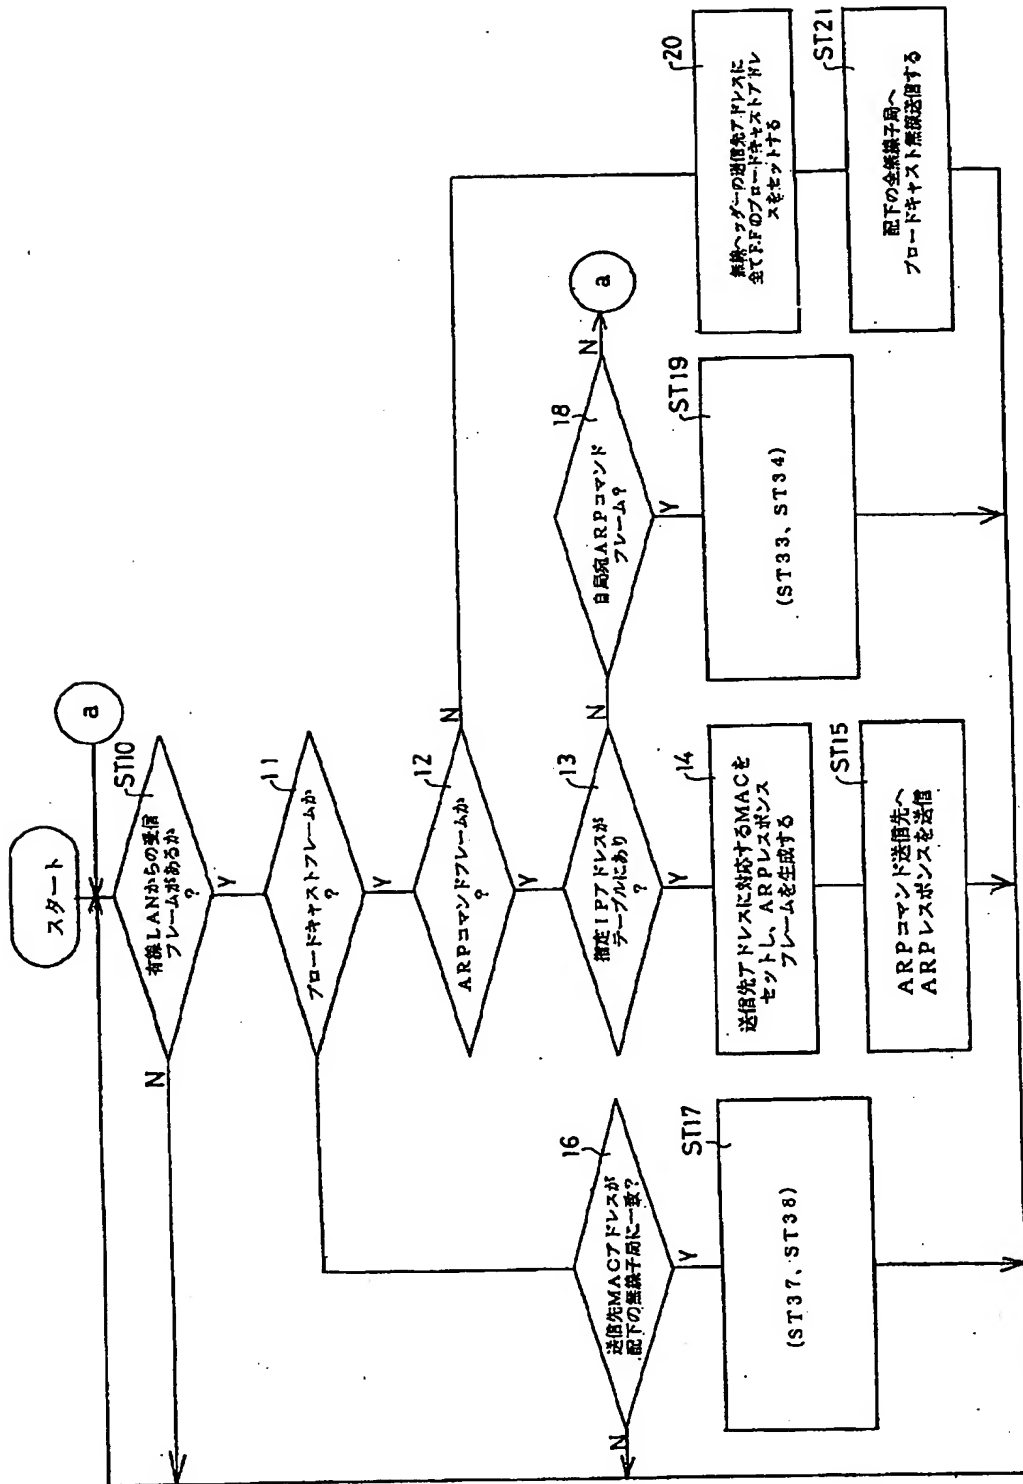 スタート
a
ST10
有線LANからの受信
フレームがあるか
?
N
Y
11
ブロードキャストフレームか
?
Y
12
ARPコマンドフレームか
?
N
Y
13
指定IPアドレスが
テーブルにあり
?
N
Y
14
送信先アドレスに対応するMACを
セットし、ARPレスポンス
フレームを生成する
ST15
ARPコマンド送信先へ
ARPレスポンスを送信
16
送信先MACアドレスが
配下の無線子局に一致?
N
Y
ST17
(ST37、ST38)
18
自局宛ARPコマンド
フレーム?
N
a
Y
ST19
(ST33、ST34)
20
無線ヘッダーの送信先アドレスに
全てF.Fのブロードキャストアドレ
スをセットする
ST21
配下の全無線子局へ
ブロードキャスト無線送信する